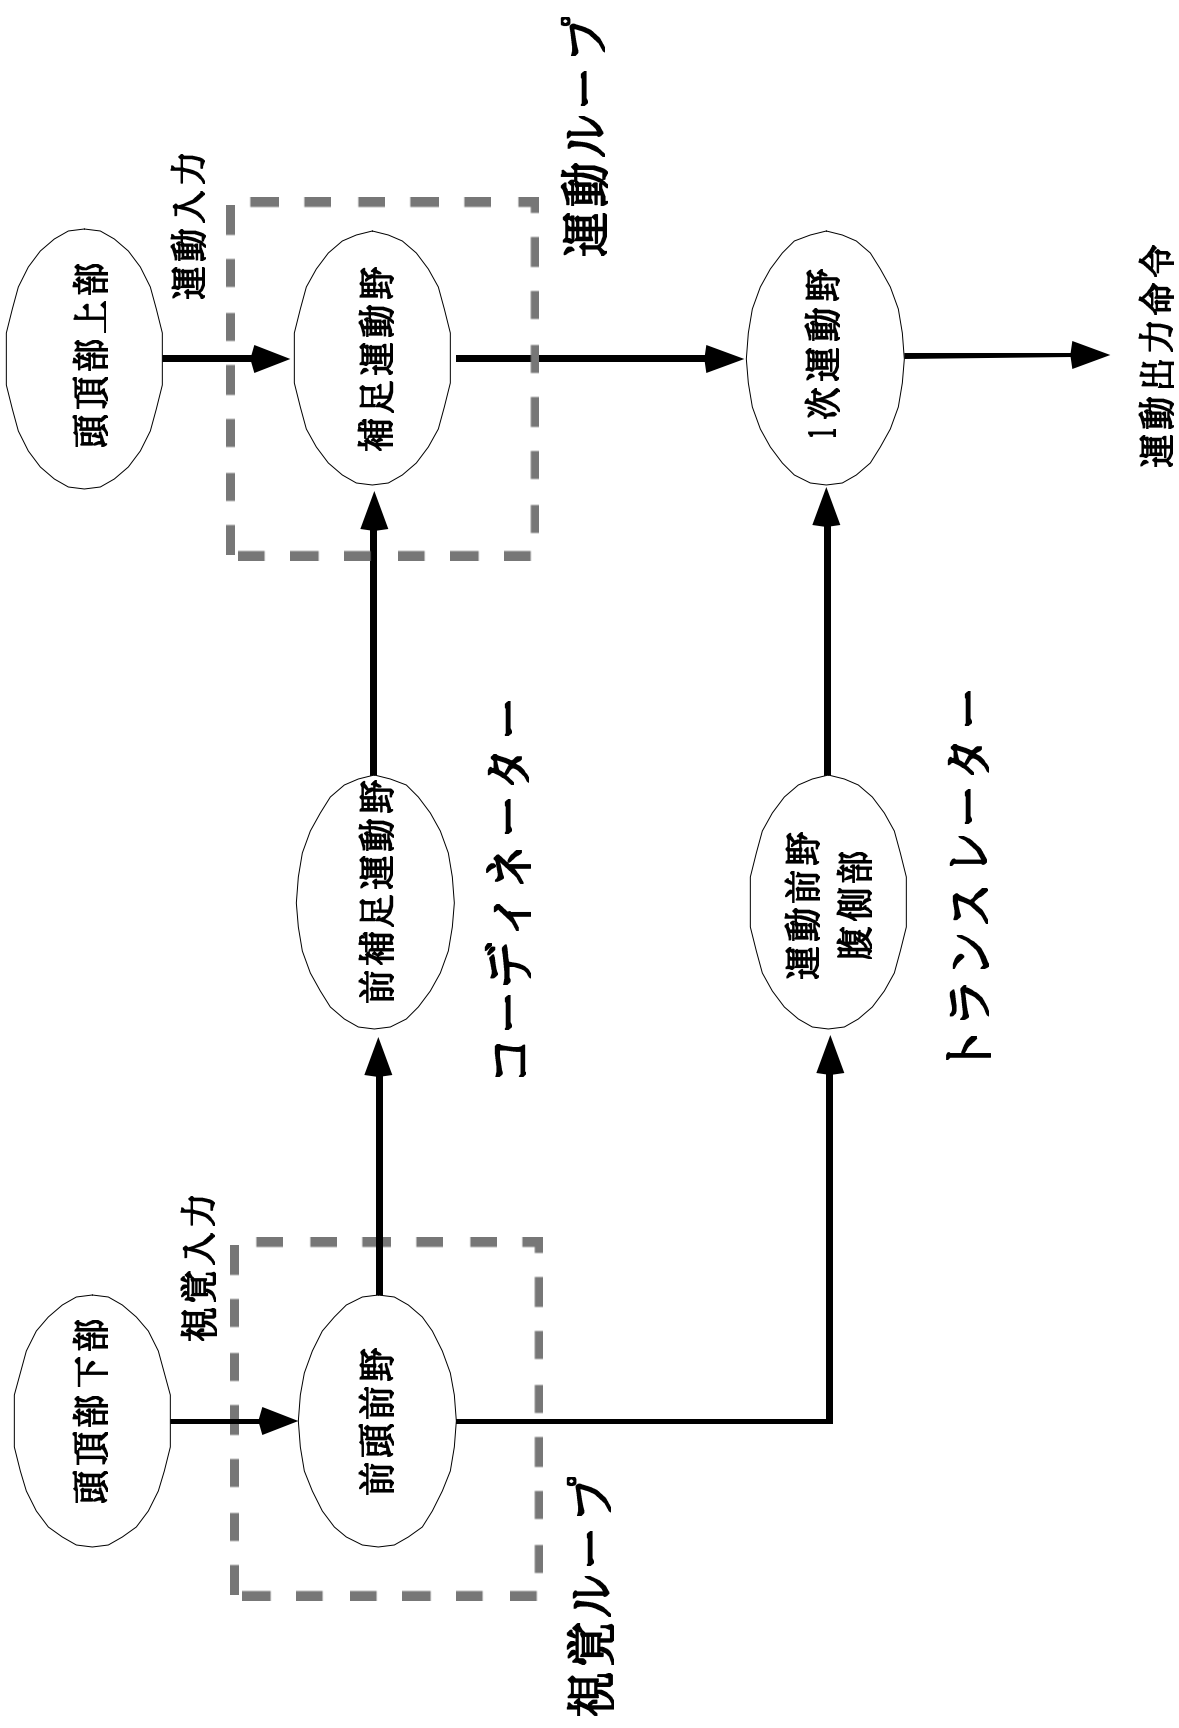 頭頂部下部
頭頂部上部
視覚入力
運動入力
前頭前野
前補足運動野
補足運動野
コーディネーター
視覚ループ
運動ループ
運動前野
腹側部
1次運動野
トランスレーター
運動出力命令